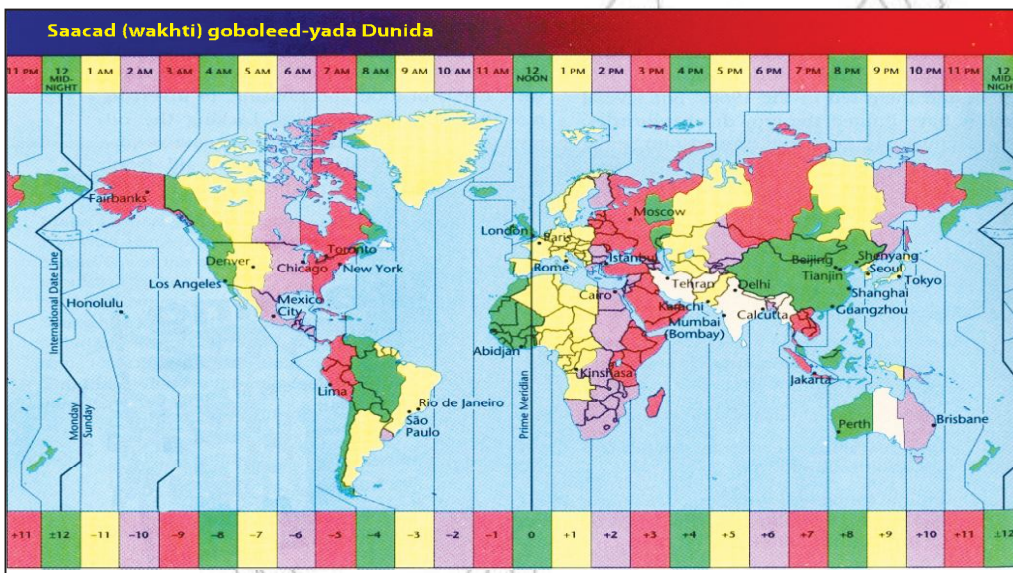 Saacad (wakhti) goboleed-yada Dunida
11 PM 12 MID-NIGHT 1 AM 2 AM 3 AM 4 AM 5 AM 6 AM 7 AM 8 AM 9 AM 10 AM 11 AM 12 NOON 1 PM 2 PM 3 PM 4 PM 5 PM 6 PM 7 PM 8 PM 9 PM 10 PM 11 PM 12 MID-NIGHT
Fairbanks
Moscow
London
Paris
Toronto
Denver
Chicago
New York
Rome
Istanbul
Beijing
Shenyang
Tianjin
Seoul
Los Angeles
Tehran
Delhi
Tokyo
International Date Line
Honolulu
Mexico
City
Cairo
Karachi
Shanghai
Calcutta
Guangzhou
Mumbai
(Bombay)
Abidjan
Kinshasa
Lima
Jakarta
Rio de Janeiro
São
Paulo
Monday
Sunday
Prime Meridian
Perth
Brisbane
+11 ±12 −11 −10 −9 −8 −7 −6 −5 −4 −3 −2 −1 0 +1 +2 +3 +4 +5 +6 +7 +8 +9 +10 +11 ±12